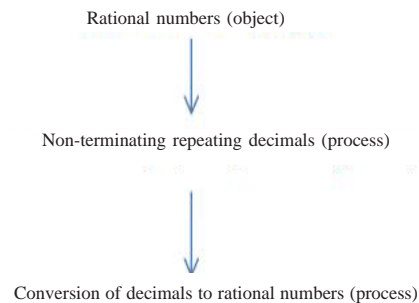 Rational numbers (object)
Non-terminating repeating decimals (process)
Conversion of decimals to rational numbers (process)